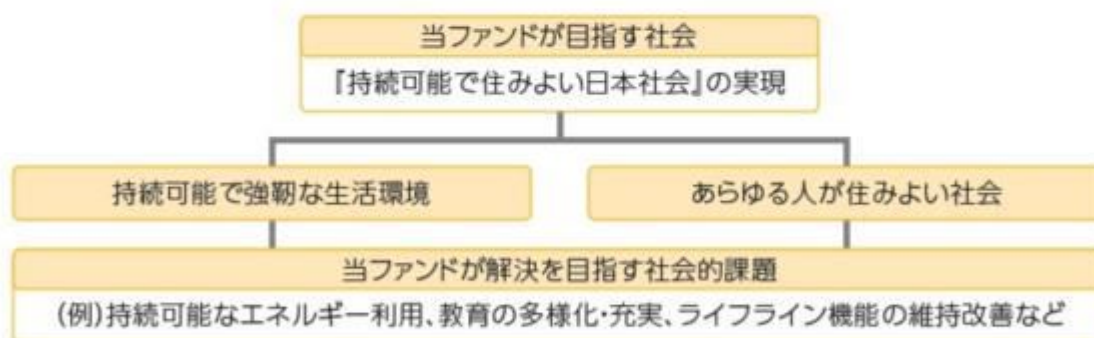 当ファンドが目指す社会
『持続可能で住みよい日本社会』の実現
持続可能で強靭な生活環境
あらゆる人が住みよい社会
当ファンドが解決を目指す社会的課題
(例)持続可能なエネルギー利用、教育の多様化・充実、ライフライン機能の維持改善など